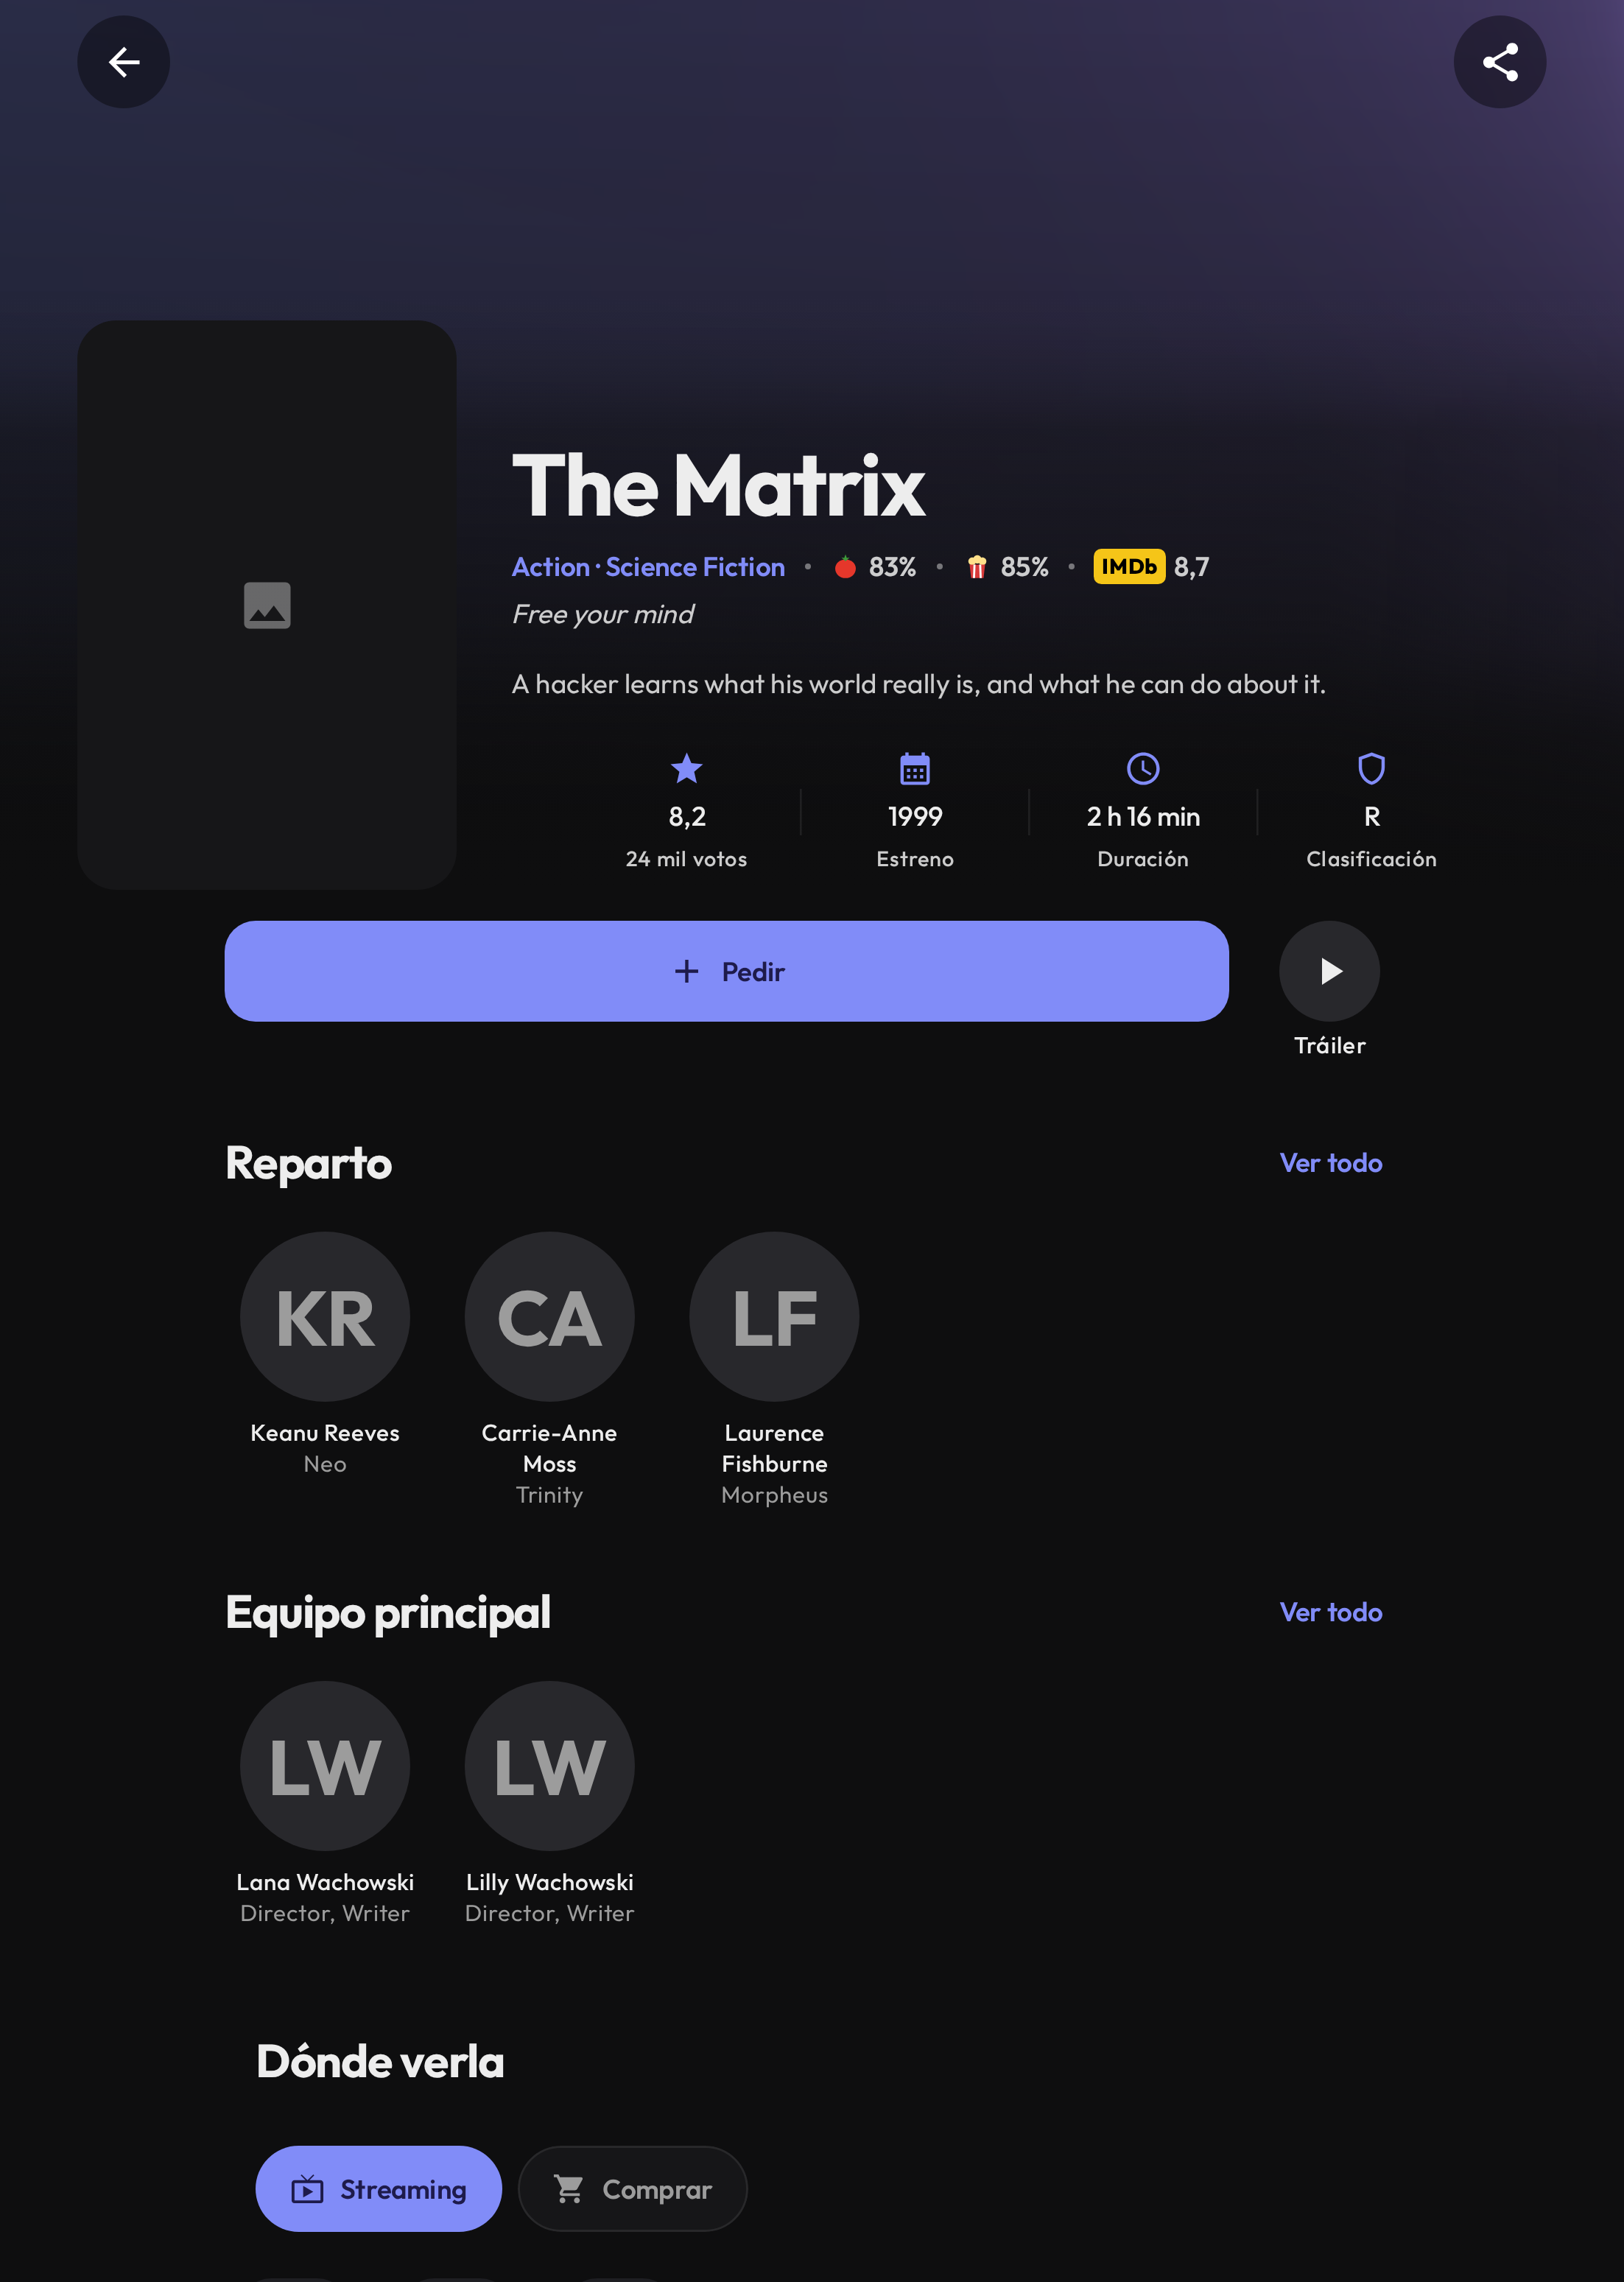 The Matrix
Action · Science Fiction • 83% • 85% • IMDb 8,7
Free your mind
A hacker learns what his world really is, and what he can do about it.
8,2 1999 2 h 16 min R
24 mil votos Estreno Duración Clasificación
Pedir
Tráiler
Reparto Ver todo
KR CA LF
Keanu Reeves Carrie-Anne Laurence
Neo Moss Fishburne
Trinity Morpheus
Equipo principal Ver todo
LW LW
Lana Wachowski Lilly Wachowski
Director, Writer Director, Writer
Dónde verla
Streaming Comprar